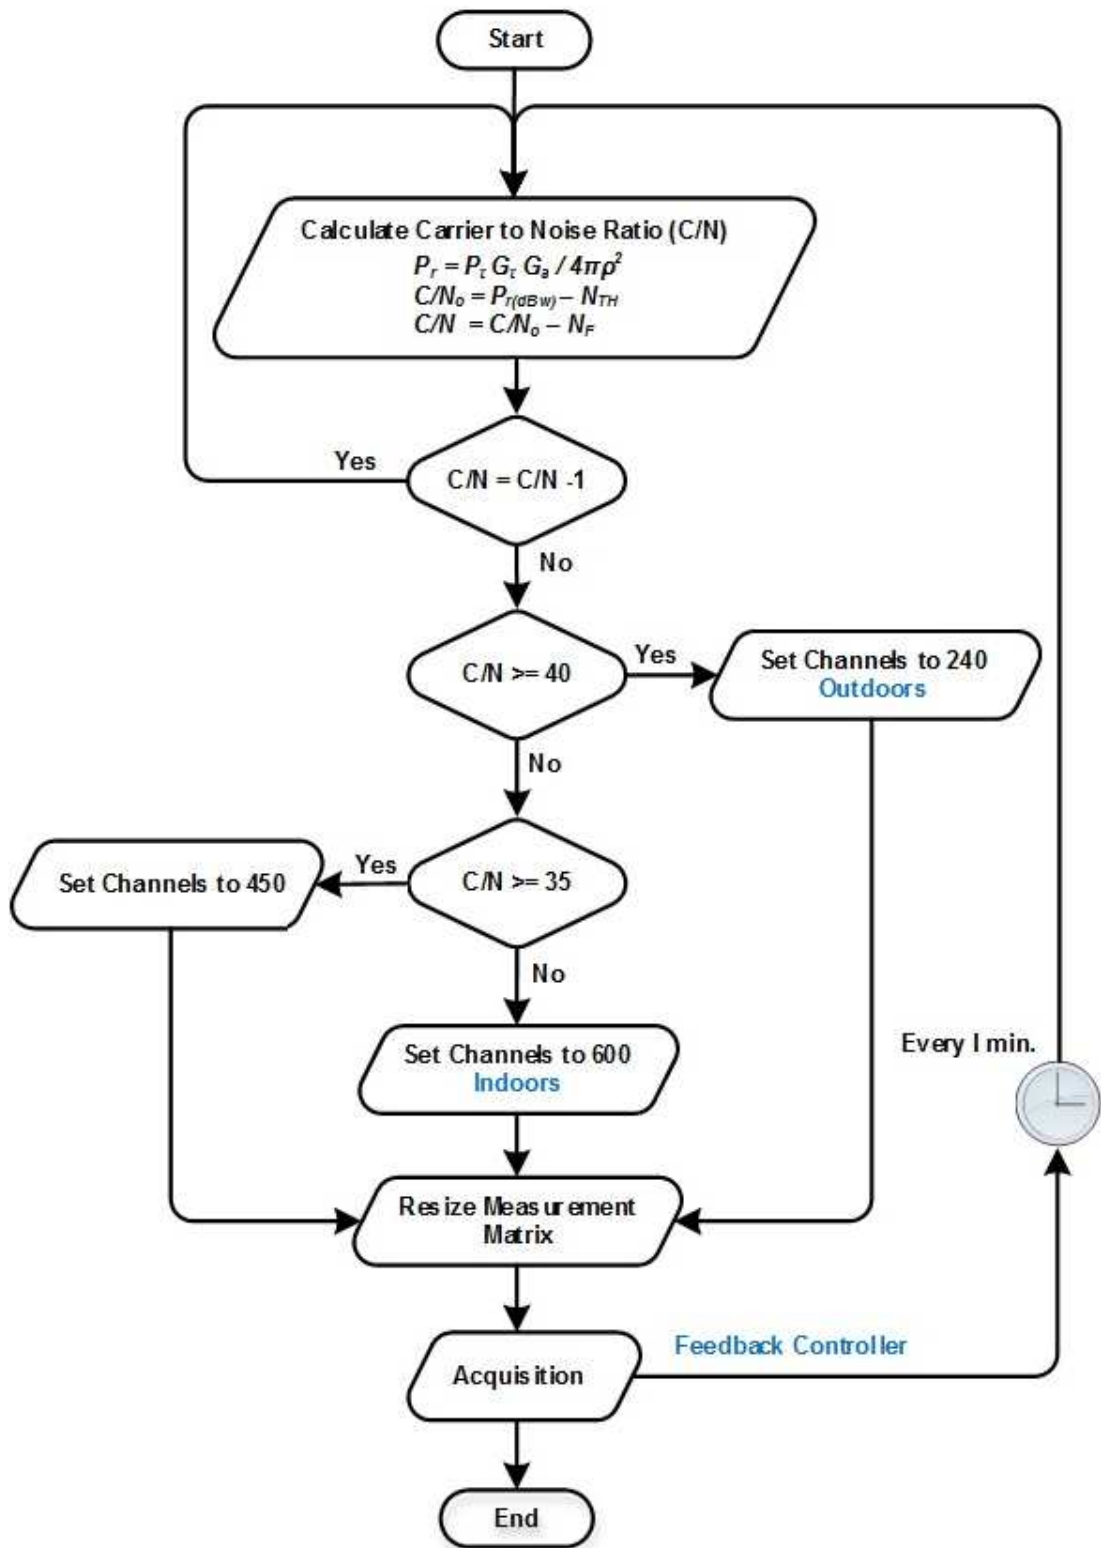 Start
Calculate Carrier to Noise Ratio (C/N)
Pᵣ = Pₜ Gₜ Gₐ / 4πρ²
C/Nₒ = Pr(dBw) – NTH
C/N = C/Nₒ – NF
Yes
C/N = C/N -1
No
C/N >= 40
Yes
Set Channels to 240
Outdoors
No
Set Channels to 450
Yes
C/N >= 35
No
Set Channels to 600
Indoors
Every I min.
Resize Measurement
Matrix
Feedback Controller
Acquisition
End